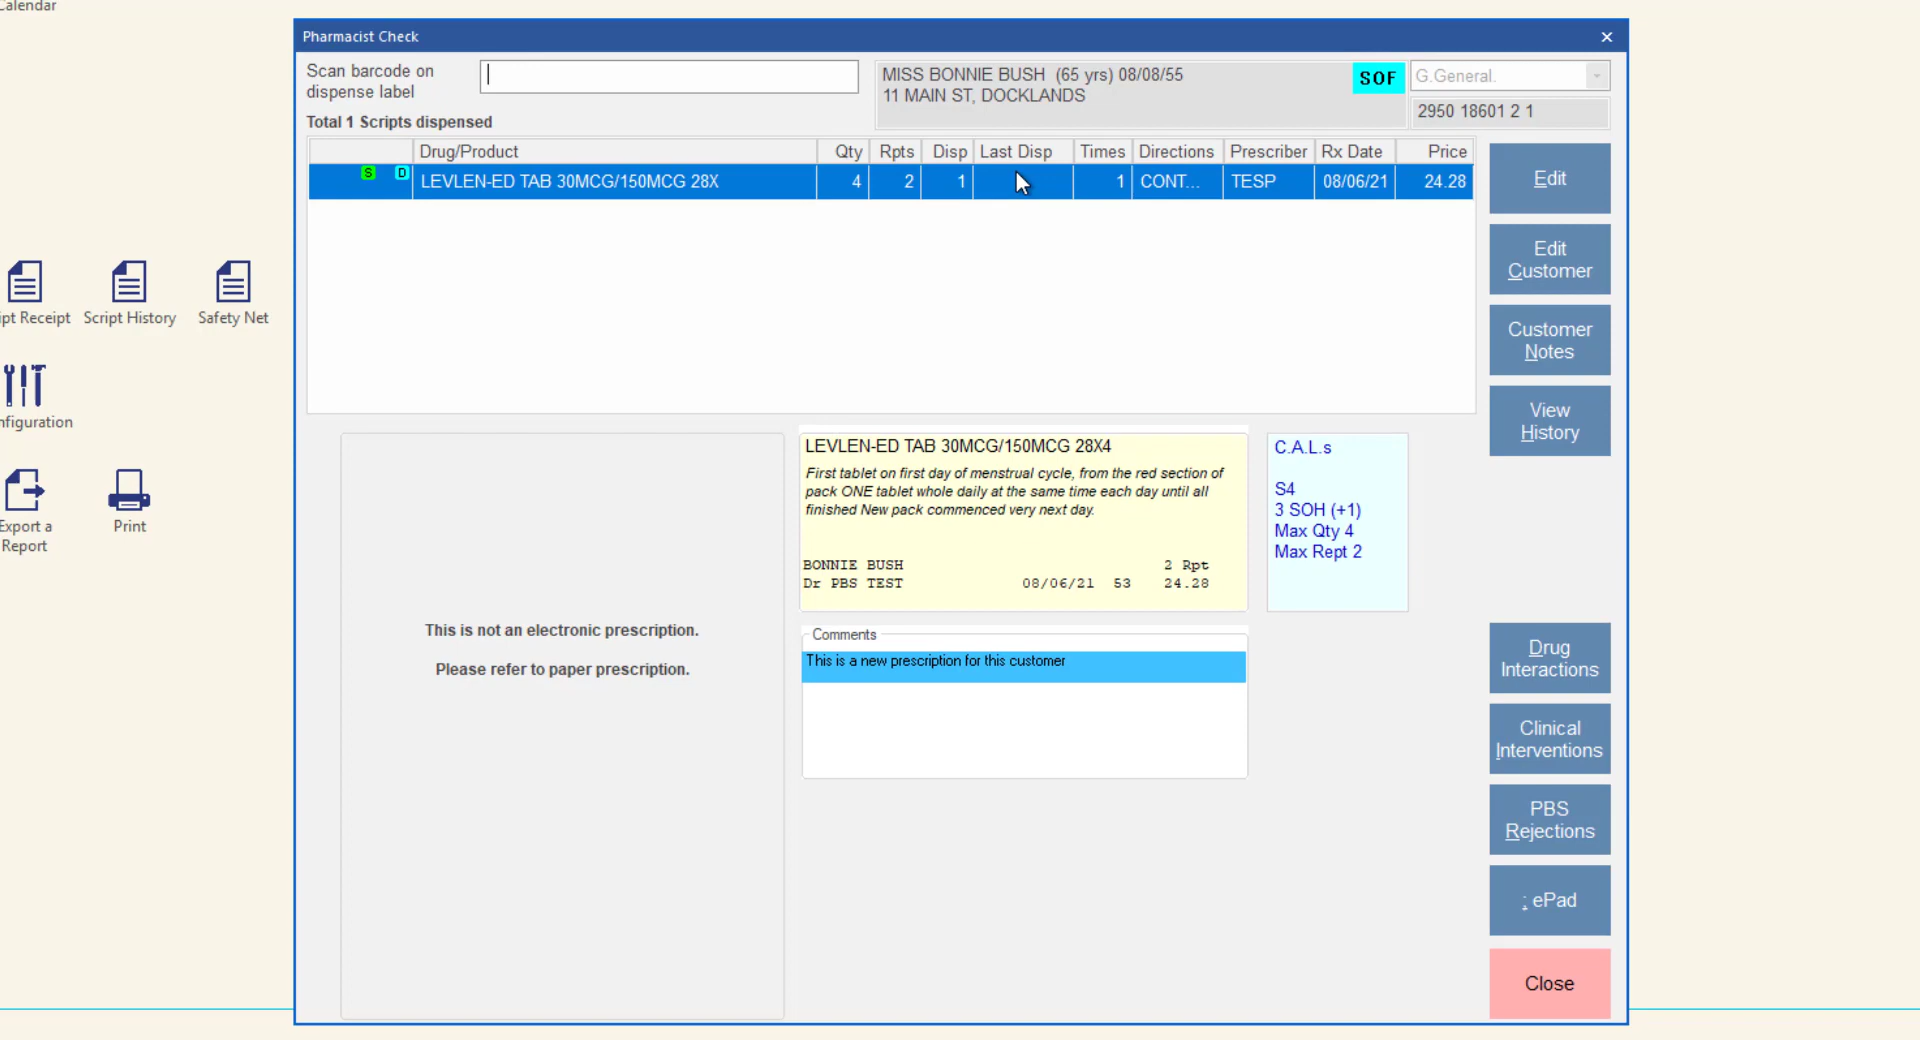 Calendar
Pharmacist Check
Scan barcode on
dispense label
MISS BONNIE BUSH (65 yrs) 08/08/55
11 MAIN ST, DOCKLANDS
SOF
G.General.
2950 18601 2 1
Total 1 Scripts dispensed
Drug/Product Qty Rpts Disp Last Disp Times Directions Prescriber Rx Date Price
S D LEVLEN-ED TAB 30MCG/150MCG 28X 4 2 1 1 CONT... TESP 08/06/21 24.28
Edit
Edit
Customer
Customer
Notes
View
History
ipt Receipt
Script History
Safety Net
nfiguration
Export a
Report
Print
LEVLEN-ED TAB 30MCG/150MCG 28X4
First tablet on first day of menstrual cycle, from the red section of
pack ONE tablet whole daily at the same time each day until all
finished New pack commenced very next day.
BONNIE BUSH 2 Rpt
Dr PBS TEST 08/06/21 53 24.28
C.A.L.s
S4
3 SOH (+1)
Max Qty 4
Max Rept 2
This is not an electronic prescription.
Please refer to paper prescription.
Comments
This is a new prescription for this customer
Drug
Interactions
Clinical
Interventions
PBS
Rejections
; ePad
Close